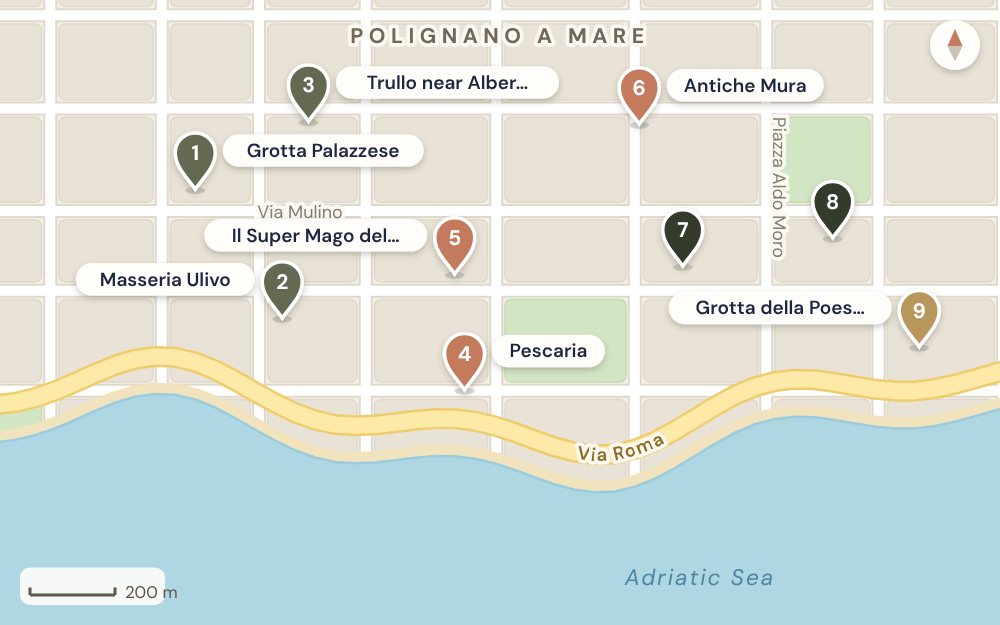 POLIGNANO A MARE
3
Trullo near Alber...
6
Antiche Mura
1
Grotta Palazzese
Piazza Aldo Moro
8
Via Mulino
Il Super Mago del...
5
7
Masseria Ulivo
2
Grotta della Poes...
9
4
Pescaria
Via Roma
Adriatic Sea
200 m